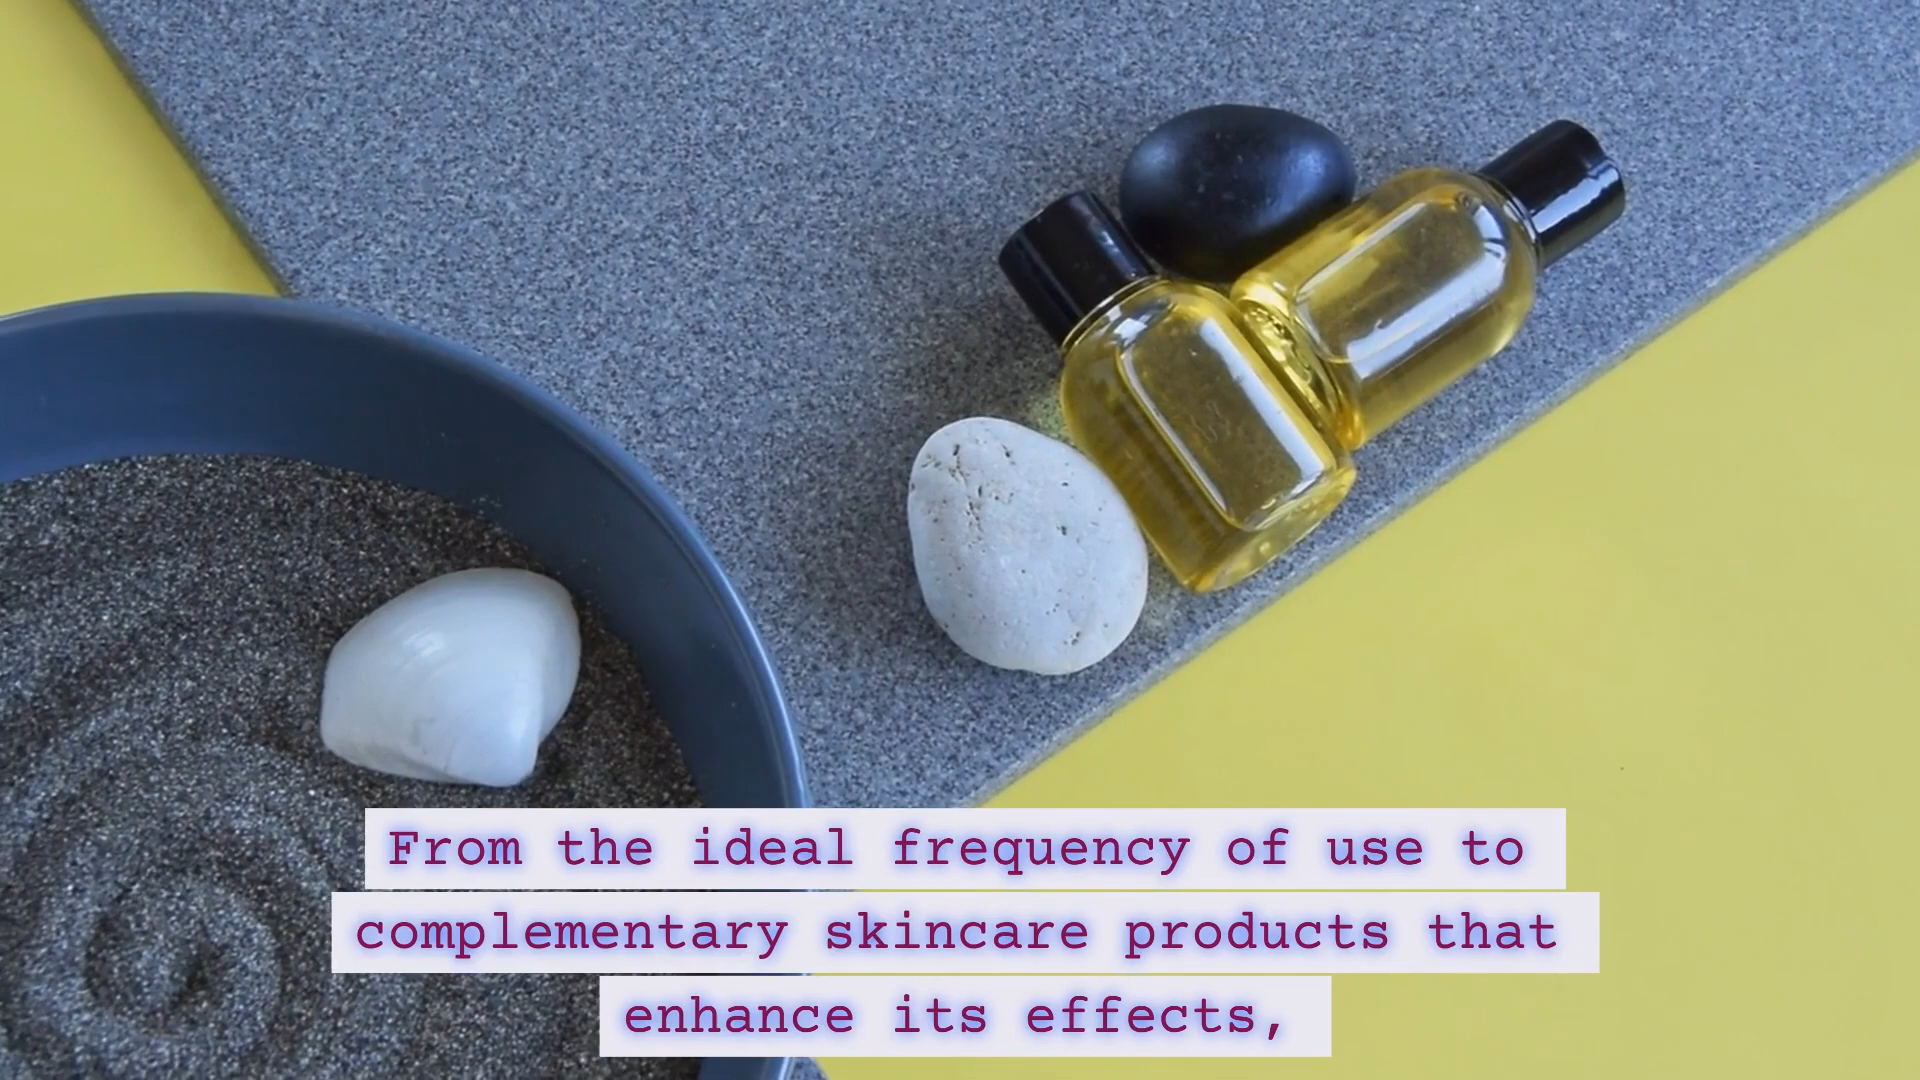 From the ideal frequency of use to
complementary skincare products that
enhance its effects,